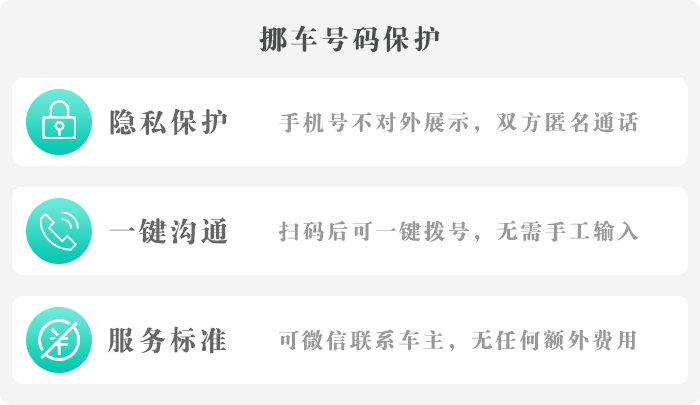 挪车号码保护
隐私保护 手机号不对外展示，双方匿名通话
一键沟通 扫码后可一键拨号，无需手工输入
服务标准 可微信联系车主，无任何额外费用